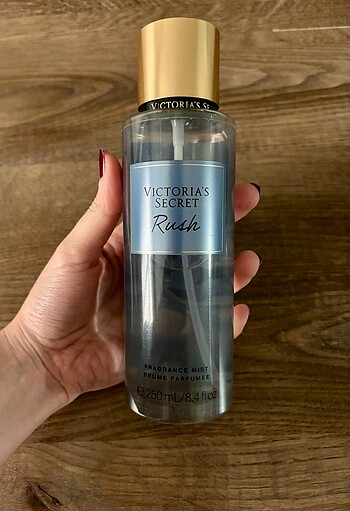 VICTORIA'S SE
VICTORIA'S
SECRET
Rush
FRAGRANCE MIST
BRUME PARFUMÉE
℮ 250 mL/8.4 fl oz